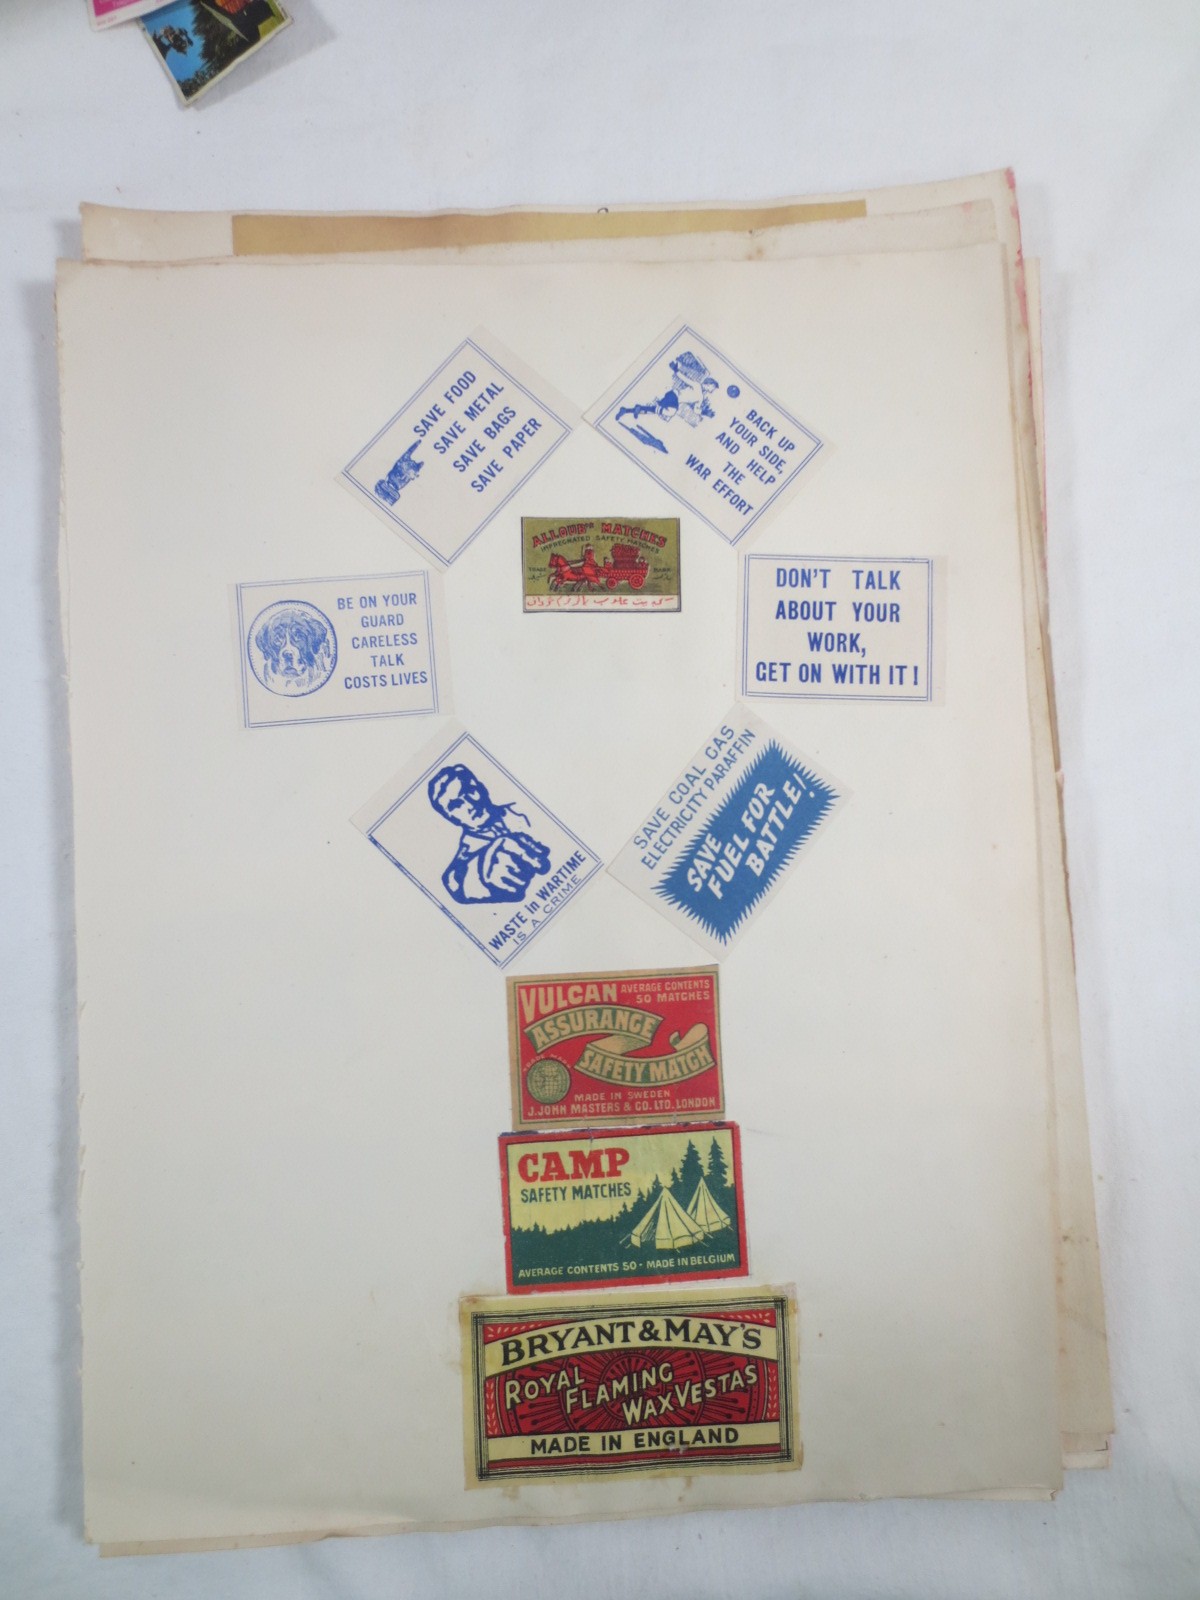 SAVE FOOD
SAVE METAL
SAVE BAGS
SAVE PAPER
BACK UP
YOUR SIDE,
AND HELP
THE
WAR EFFORT
MATCHES
IMPREGNATED SAFETY MATCHES
TRADE MARK
BE ON YOUR
GUARD
CARELESS
TALK
COSTS LIVES
DON'T TALK
ABOUT YOUR
WORK,
GET ON WITH IT!
WASTE in WARTIME
IS A CRIME
SAVE COAL GAS
ELECTRICITY PARAFFIN
SAVE
FUEL FOR
BATTLE!
VULCAN AVERAGE CONTENTS
50 MATCHES
ASSURANCE
SAFETY MATCH
TRADE MARK
MADE IN SWEDEN
J. JOHN MASTERS & CO. LTD. LONDON
CAMP
SAFETY MATCHES
AVERAGE CONTENTS 50 · MADE IN BELGIUM
BRYANT & MAY'S
ROYAL
FLAMING
WAX VESTAS
MADE IN ENGLAND